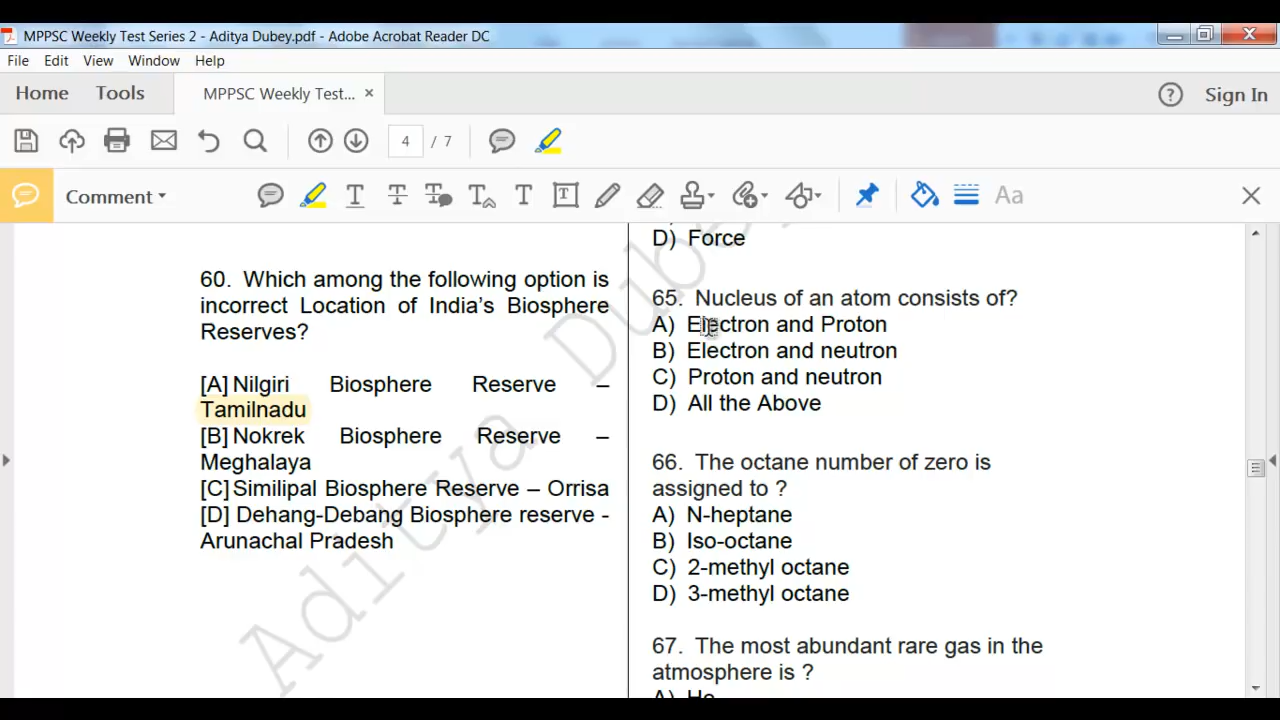 MPPSC Weekly Test Series 2 - Aditya Dubey.pdf - Adobe Acrobat Reader DC
File Edit View Window Help
Home Tools MPPSC Weekly Test... × Sign In
4 / 7
Comment
Aa
60. Which among the following option is
incorrect Location of India's Biosphere
Reserves?
[A] Nilgiri Biosphere Reserve –
Tamilnadu
[B] Nokrek Biosphere Reserve –
Meghalaya
[C] Similipal Biosphere Reserve – Orrisa
[D] Dehang-Debang Biosphere reserve -
Arunachal Pradesh
D) Force
65. Nucleus of an atom consists of?
A) Electron and Proton
B) Electron and neutron
C) Proton and neutron
D) All the Above
66. The octane number of zero is
assigned to ?
A) N-heptane
B) Iso-octane
C) 2-methyl octane
D) 3-methyl octane
67. The most abundant rare gas in the
atmosphere is ?
A) He
Aditya Dubey